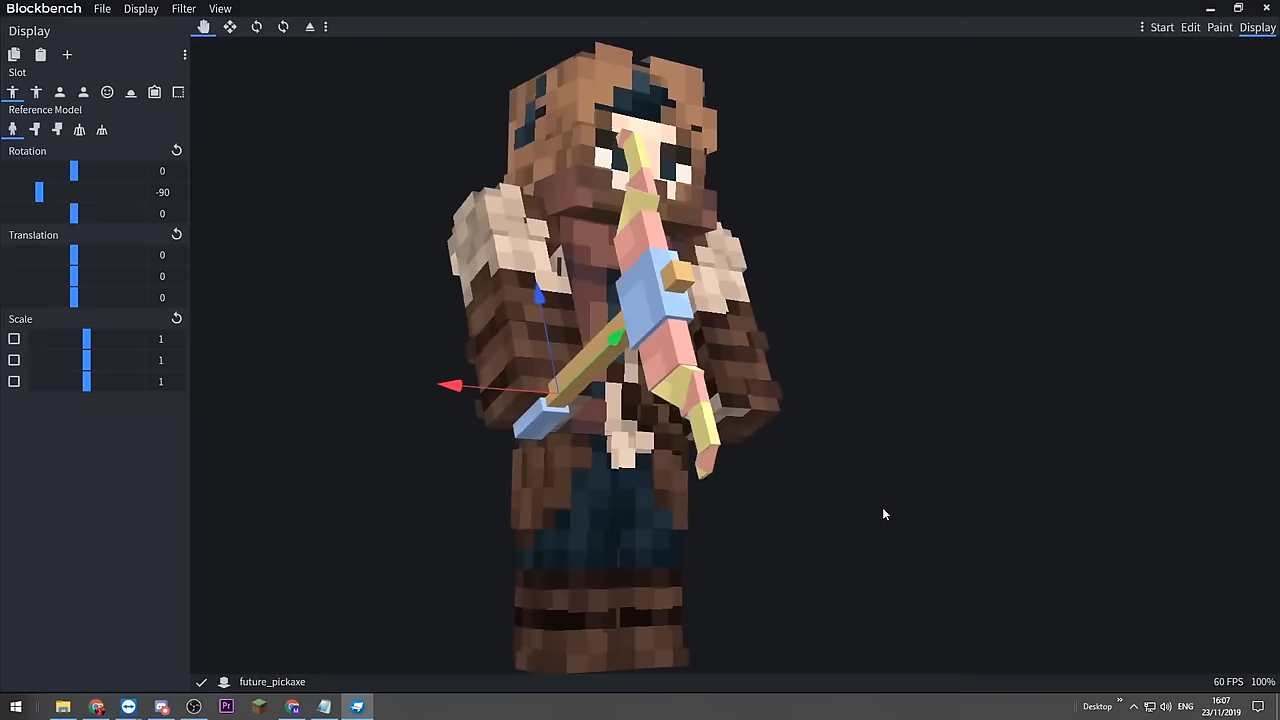 Blockbench File Display Filter View
Display
Start Edit Paint Display
Slot
Reference Model
Rotation
0
-90
0
Translation
0
0
0
Scale
1
1
1
future_pickaxe
60 FPS 100%
Desktop » ENG
16:07
23/11/2019